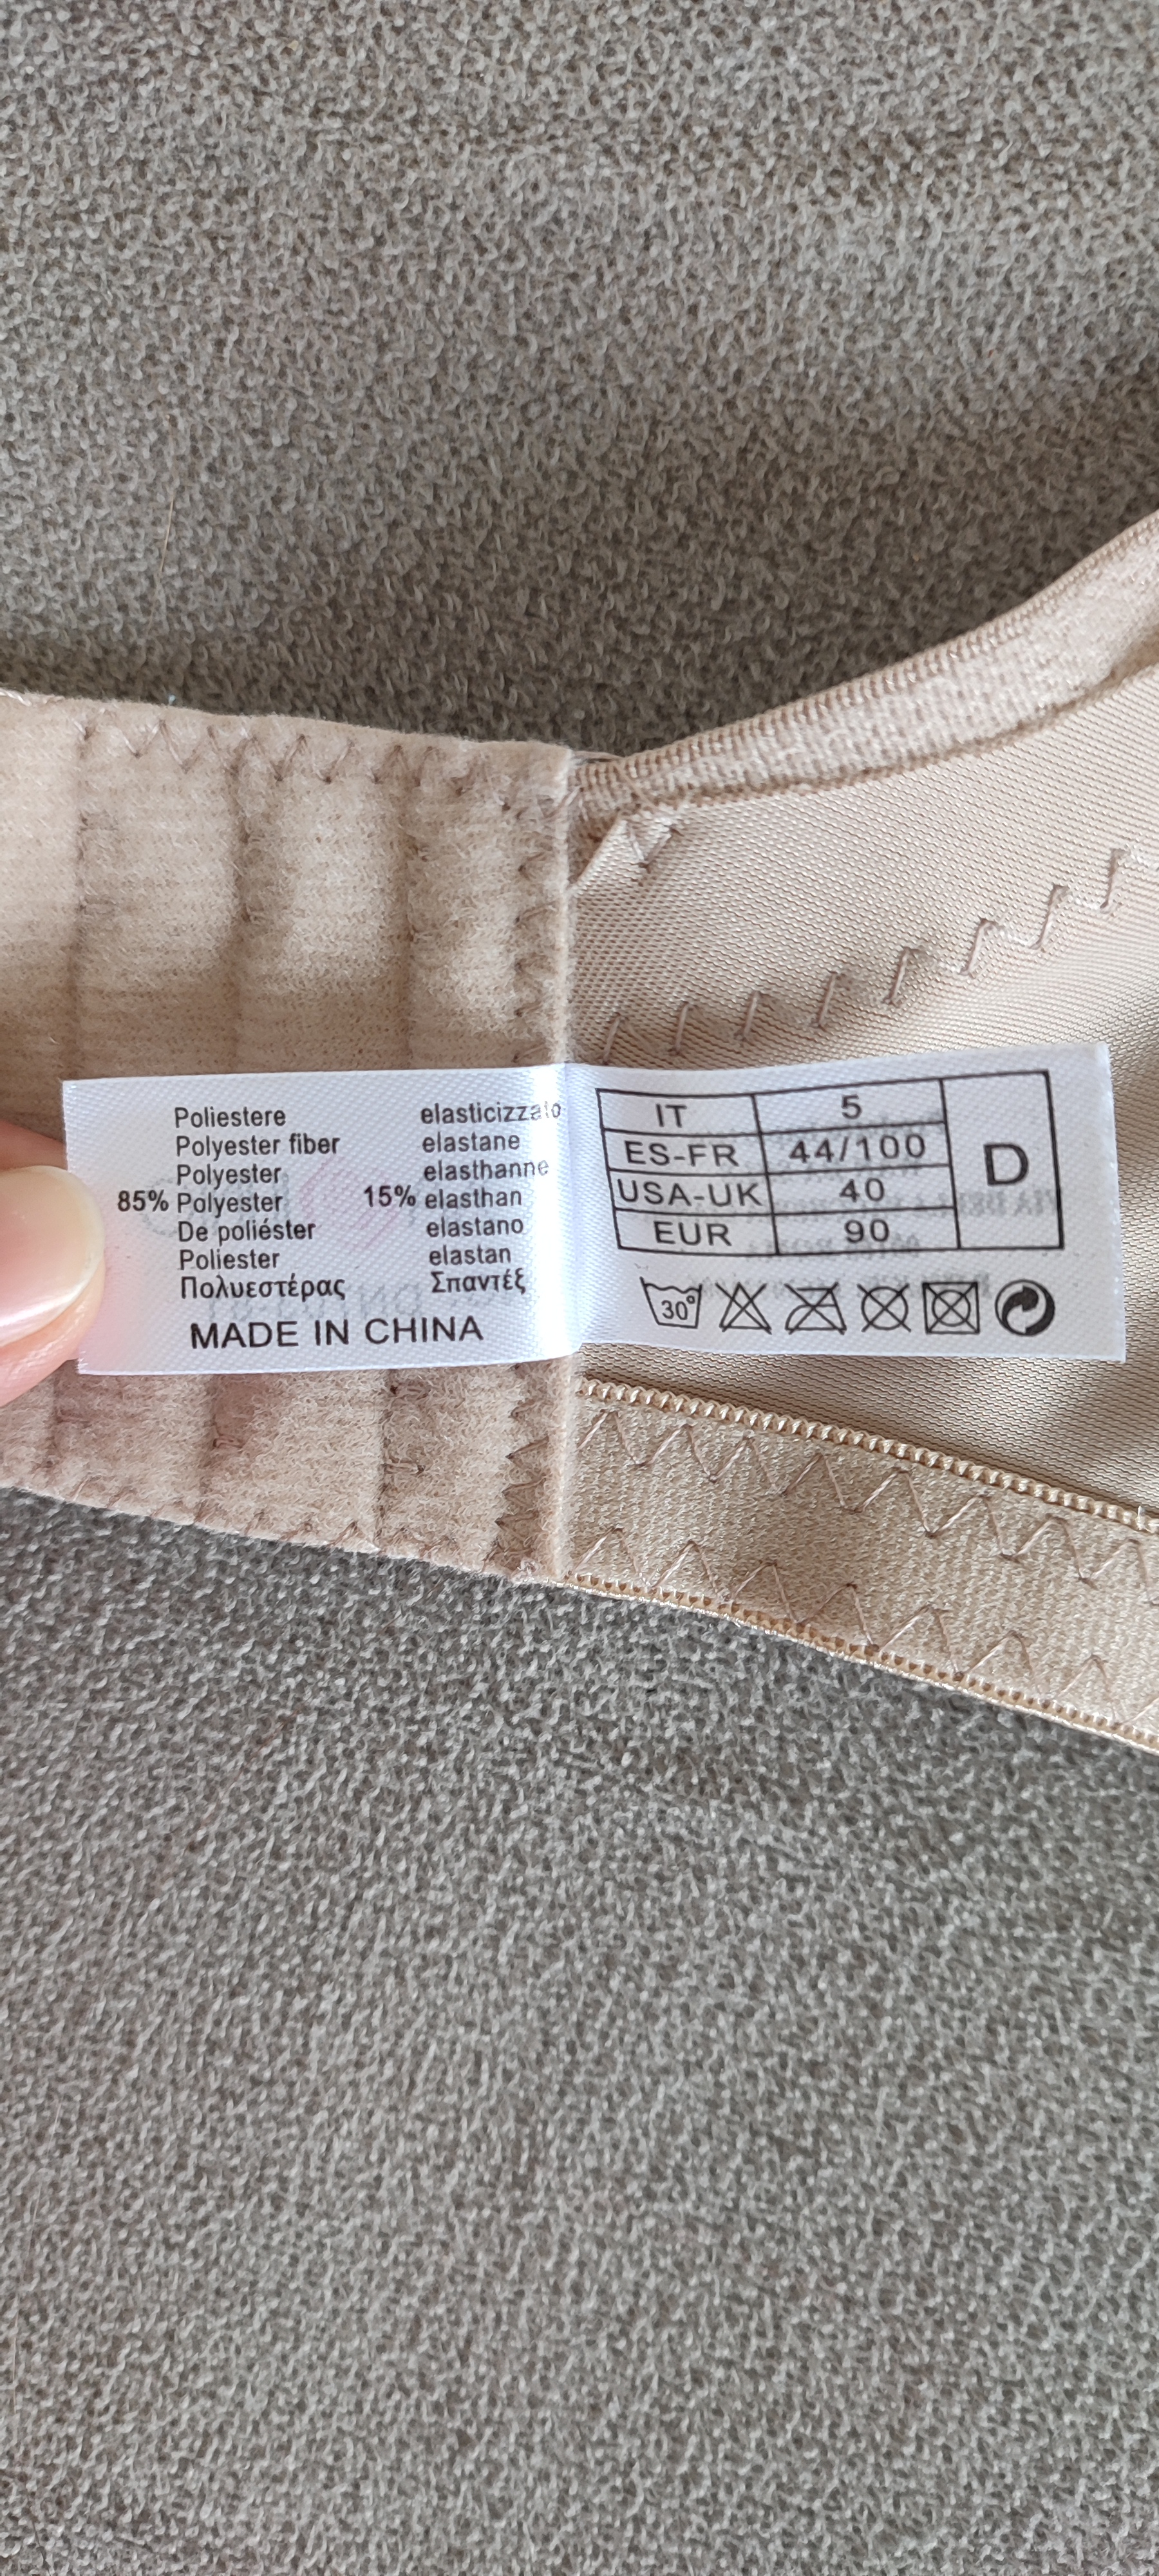 Poliestere elasticizzato
Polyester fiber elastane
Polyester elasthanne
85% Polyester 15% elasthan
De poliéster elastano
Poliester elastan
Πολυεστέρας Σπαντέξ
MADE IN CHINA
IT 5
ES-FR 44/100
USA-UK 40
EUR 90
D
30°